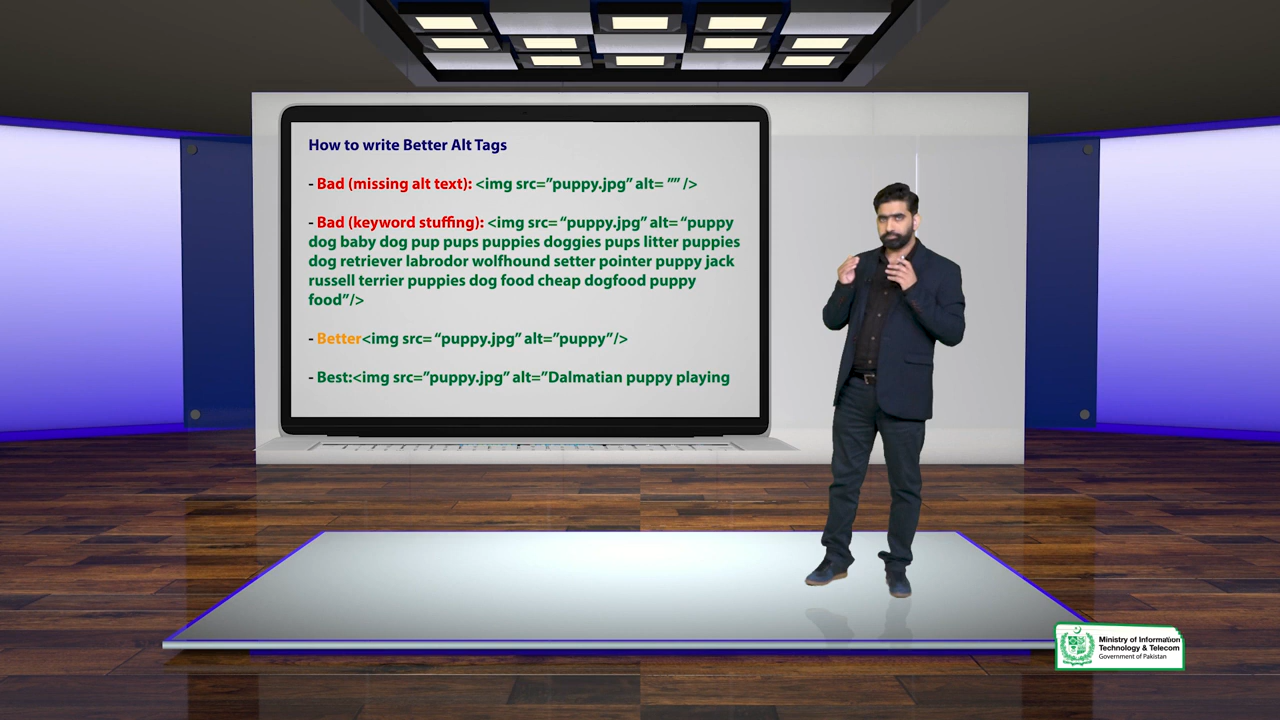 How to write Better Alt Tags
- Bad (missing alt text): <img src=”puppy.jpg” alt= ”” />
- Bad (keyword stuffing): <img src= “puppy.jpg” alt= “puppy
dog baby dog pup pups puppies doggies pups litter puppies
dog retriever labrodor wolfhound setter pointer puppy jack
russell terrier puppies dog food cheap dogfood puppy
food”/>
- Better<img src= “puppy.jpg” alt=”puppy”/>
- Best:<img src=”puppy.jpg” alt=”Dalmatian puppy playing
Ministry of Information
Technology & Telecom
Government of Pakistan